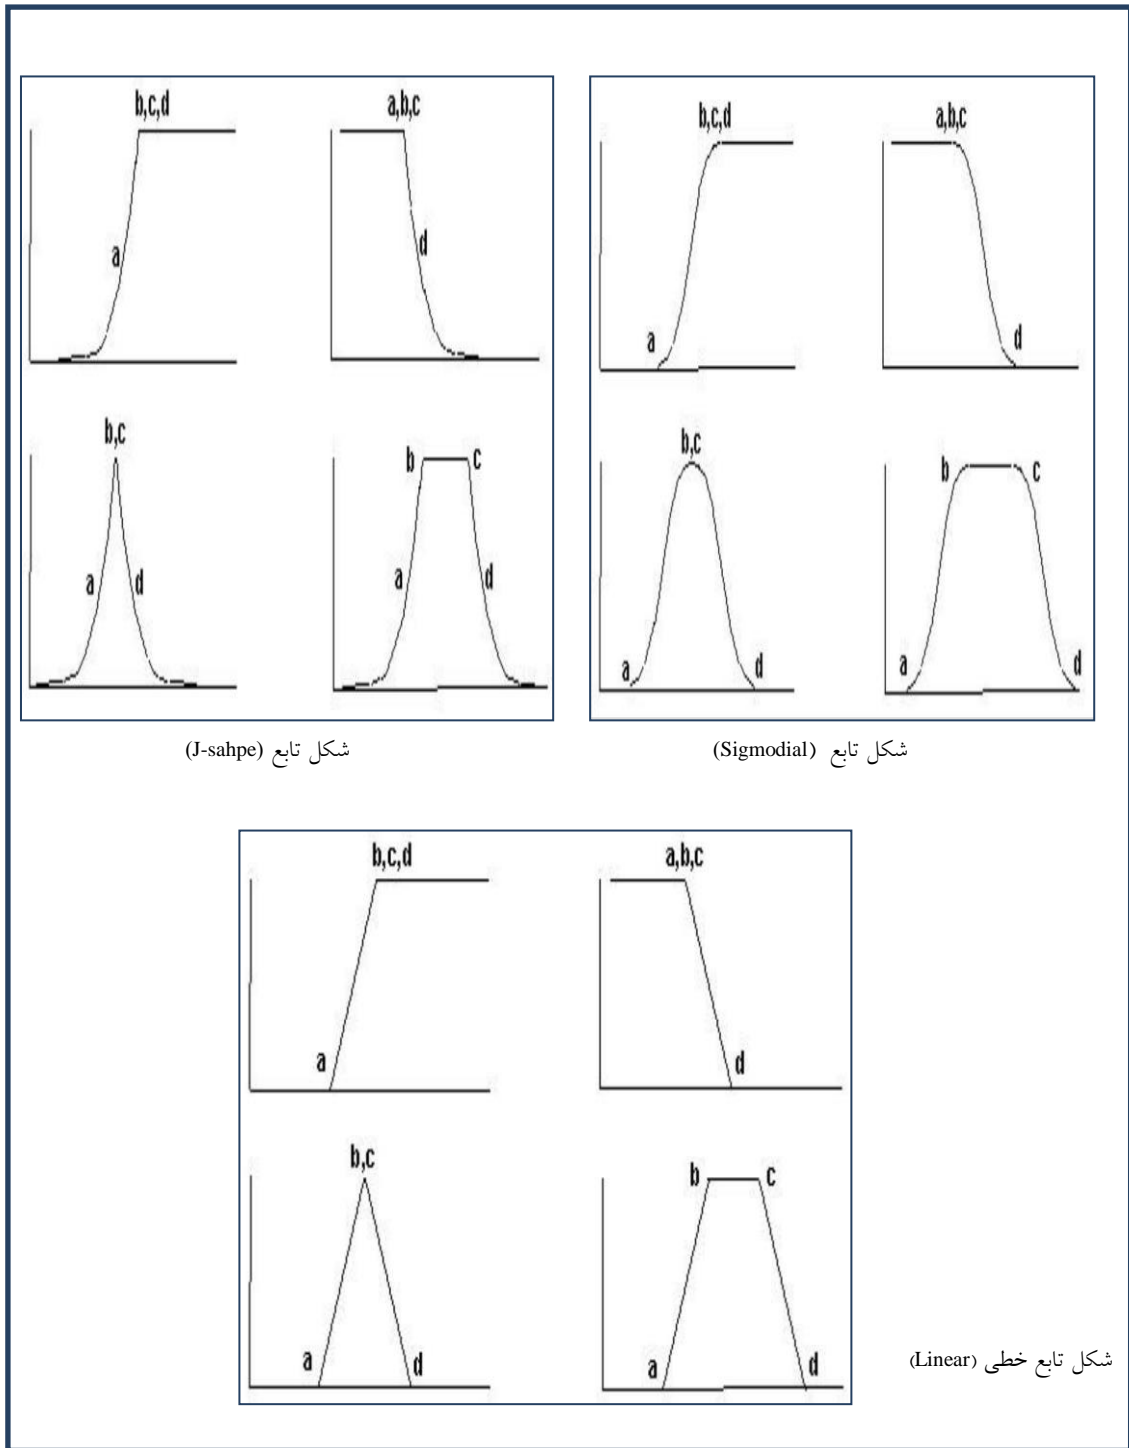 b,c,d
a,b,c
a
d
b,c
b
c
a
d
a
d
b,c,d
a,b,c
a
d
b,c
b
c
a
d
a
d
شکل تابع (J-sahpe)
شکل تابع (Sigmodial)
b,c,d
a,b,c
a
d
b,c
b
c
a
d
a
d
شکل تابع خطی (Linear)